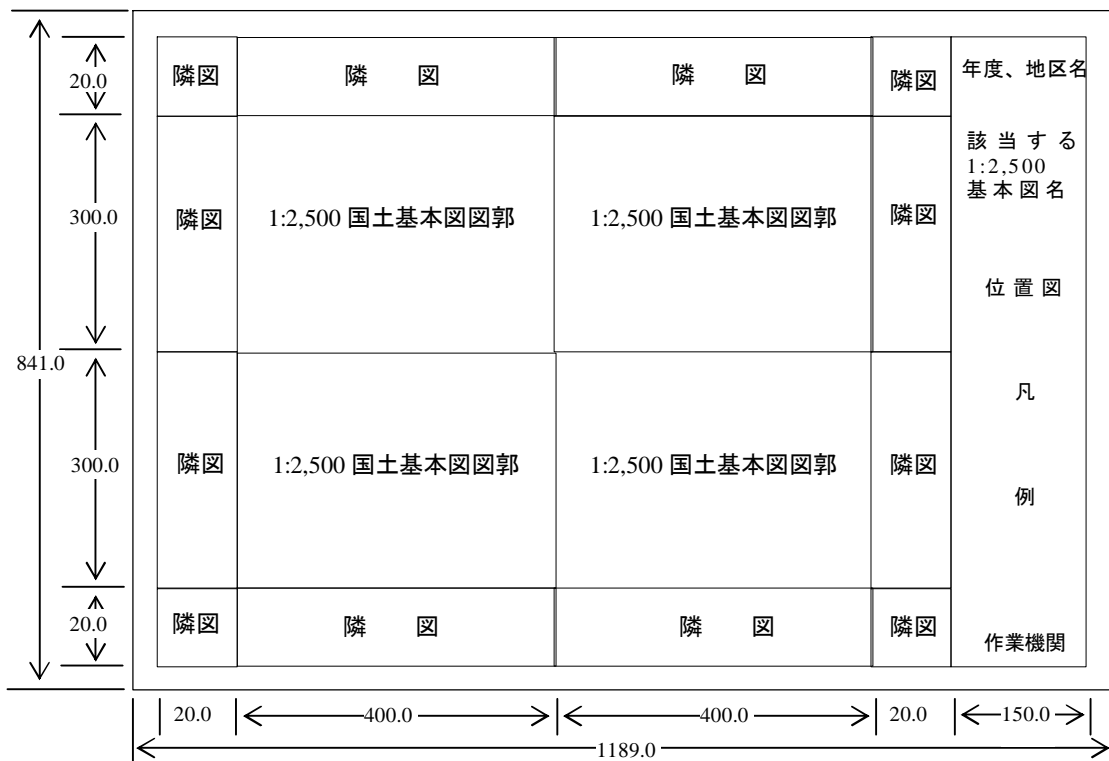 20.0
隣図
隣 図
隣 図
隣図
年度、地区名
該当する
1:2,500
基本図名
300.0
隣図
1:2,500 国土基本図図郭
1:2,500 国土基本図図郭
隣図
位置図
841.0
凡
300.0
隣図
1:2,500 国土基本図図郭
1:2,500 国土基本図図郭
隣図
例
20.0
隣図
隣 図
隣 図
隣図
作業機関
20.0
400.0
400.0
20.0
150.0
1189.0